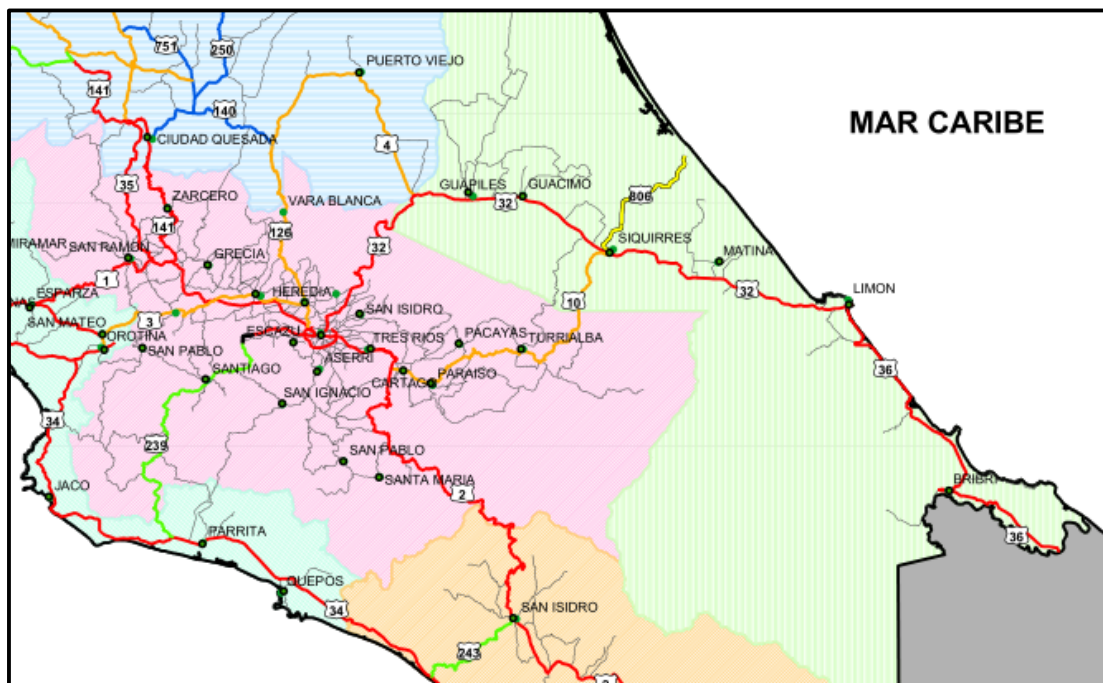 751
250
PUERTO VIEJO
141
140
MAR CARIBE
CIUDAD QUESADA
4
35
GUAPILES
GUACIMO
32
806
ZARCERO
VARA BLANCA
141
126
32
MIRAMAR
SAN RAMON
GRECIA
SIQUIRRES
MATINA
1
32
ESPARZA
NAS
HEREDIA
LIMON
10
SAN MATEO
3
SAN ISIDRO
OROTINA
ESCAZU
TRES RIOS
PACAYAS
TURRIALBA
SAN PABLO
ASERRI
SANTIAGO
CARTAGO
PARAISO
36
SAN IGNACIO
34
239
SAN PABLO
SANTA MARIA
2
BRIBRI
JACO
PARRITA
36
QUEPOS
34
SAN ISIDRO
243